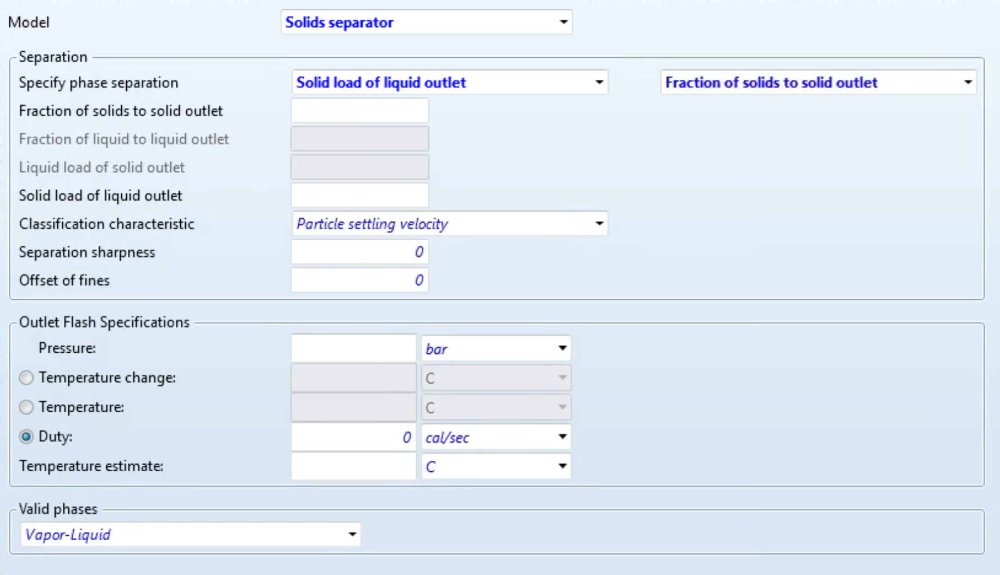 Model Solids separator
Separation
Specify phase separation Solid load of liquid outlet Fraction of solids to solid outlet
Fraction of solids to solid outlet
Fraction of liquid to liquid outlet
Liquid load of solid outlet
Solid load of liquid outlet
Classification characteristic Particle settling velocity
Separation sharpness 0
Offset of fines 0
Outlet Flash Specifications
Pressure: bar
Temperature change: C
Temperature: C
Duty: 0 cal/sec
Temperature estimate: C
Valid phases
Vapor-Liquid